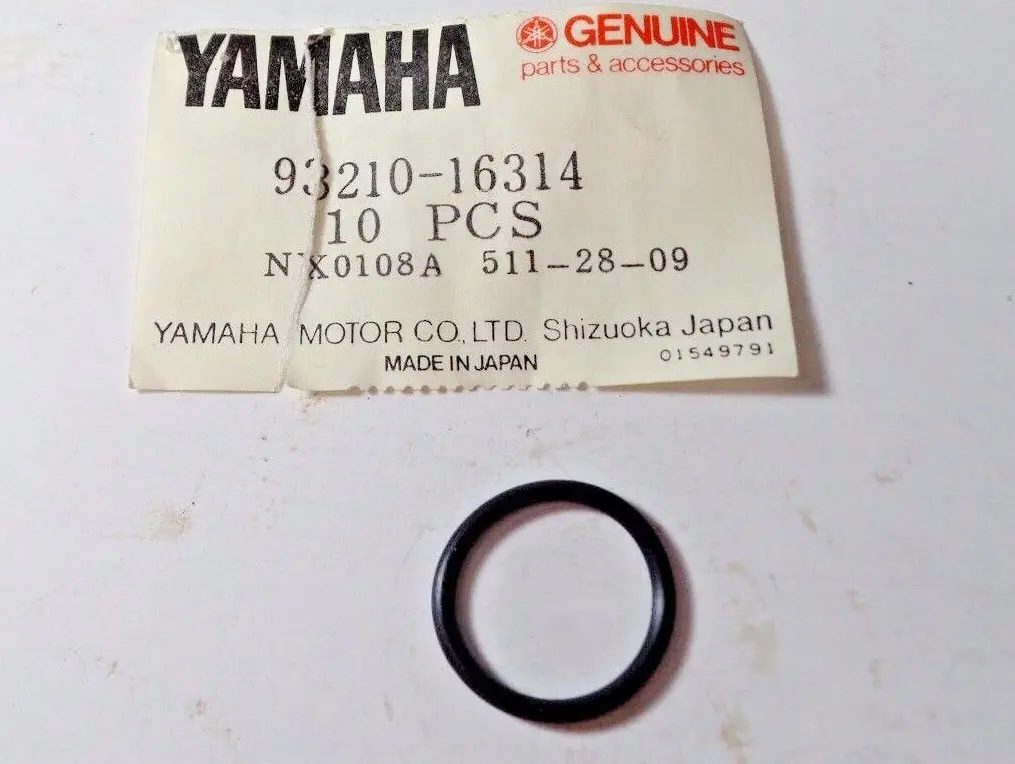 YAMAHA
GENUINE
parts & accessories
93210-16314
10 PCS
X0108A 511-28-09
YAMAHA MOTOR CO., LTD. Shizuoka Japan
MADE IN JAPAN
01549791